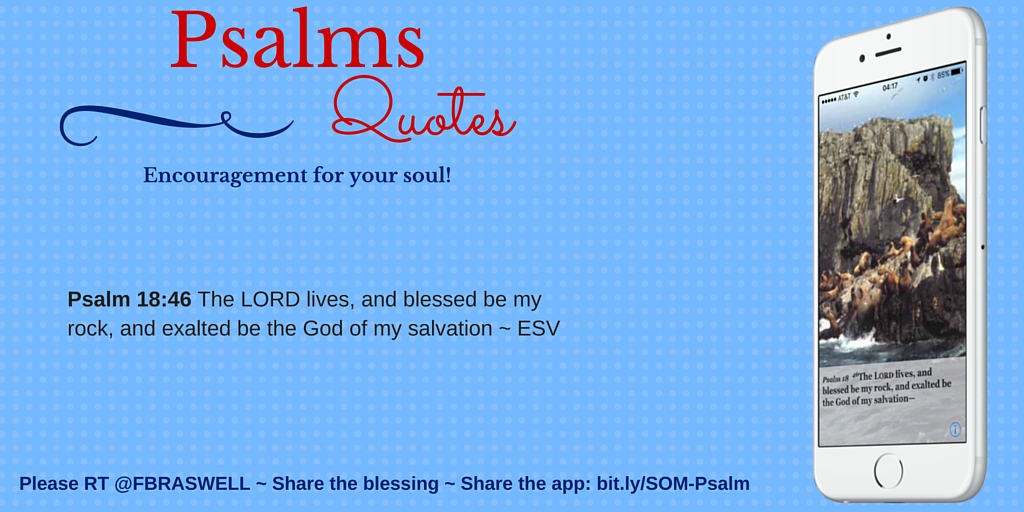 Psalms
Quotes
Encouragement for your soul!
Psalm 18:46 The LORD lives, and blessed be my
rock, and exalted be the God of my salvation ~ ESV
Please RT @FBRASWELL ~ Share the blessing ~ Share the app: bit.ly/SOM-Psalm
AT&T 04:17 85%
Psalm 18 46The LORD lives, and
blessed be my rock, and exalted be
the God of my salvation—